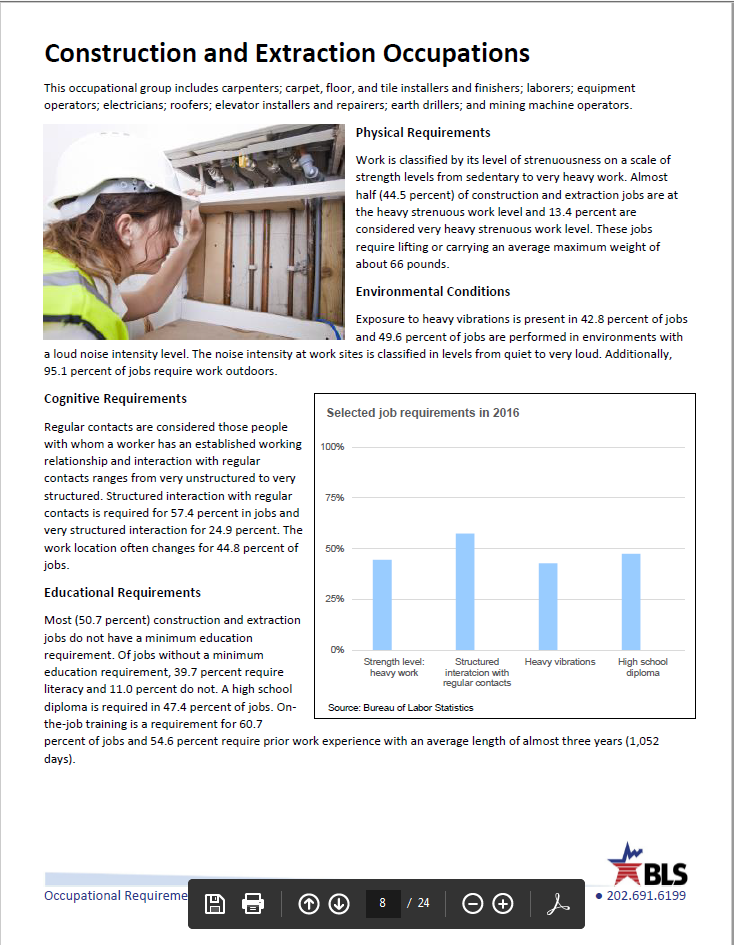 Construction and Extraction Occupations
This occupational group includes carpenters; carpet, floor, and tile installers and finishers; laborers; equipment
operators; electricians; roofers; elevator installers and repairers; earth drillers; and mining machine operators.
Physical Requirements
Work is classified by its level of strenuousness on a scale of
strength levels from sedentary to very heavy work. Almost
half (44.5 percent) of construction and extraction jobs are at
the heavy strenuous work level and 13.4 percent are
considered very heavy strenuous work level. These jobs
require lifting or carrying an average maximum weight of
about 66 pounds.
Environmental Conditions
Exposure to heavy vibrations is present in 42.8 percent of jobs
and 49.6 percent of jobs are performed in environments with
a loud noise intensity level. The noise intensity at work sites is classified in levels from quiet to very loud. Additionally,
95.1 percent of jobs require work outdoors.
Cognitive Requirements
Regular contacts are considered those people
with whom a worker has an established working
relationship and interaction with regular
contacts ranges from very unstructured to very
structured. Structured interaction with regular
contacts is required for 57.4 percent in jobs and
very structured interaction for 24.9 percent. The
work location often changes for 44.8 percent of
jobs.
Selected job requirements in 2016
100%
75%
50%
25%
0%
Strength level:
heavy work
Structured
interatcion with
regular contacts
Heavy vibrations
High school
diploma
Source: Bureau of Labor Statistics
Educational Requirements
Most (50.7 percent) construction and extraction
jobs do not have a minimum education
requirement. Of jobs without a minimum
education requirement, 39.7 percent require
literacy and 11.0 percent do not. A high school
diploma is required in 47.4 percent of jobs. On-
the-job training is a requirement for 60.7
percent of jobs and 54.6 percent require prior work experience with an average length of almost three years (1,052
days).
BLS
Occupational Requireme
• 202.691.6199
8 / 24